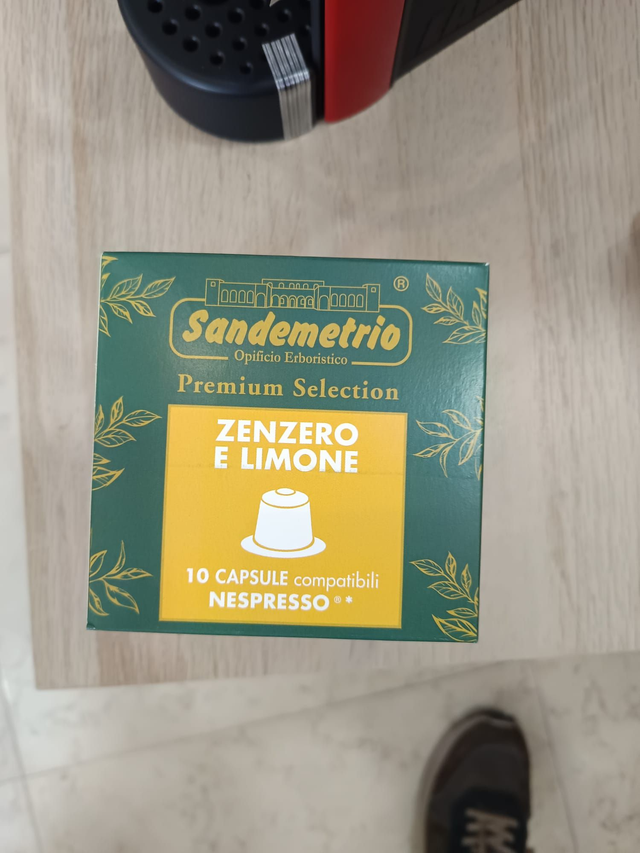 ®
Sandemetrio
Opificio Erboristico
Premium Selection
ZENZERO
E LIMONE
10 CAPSULE compatibili
NESPRESSO®*